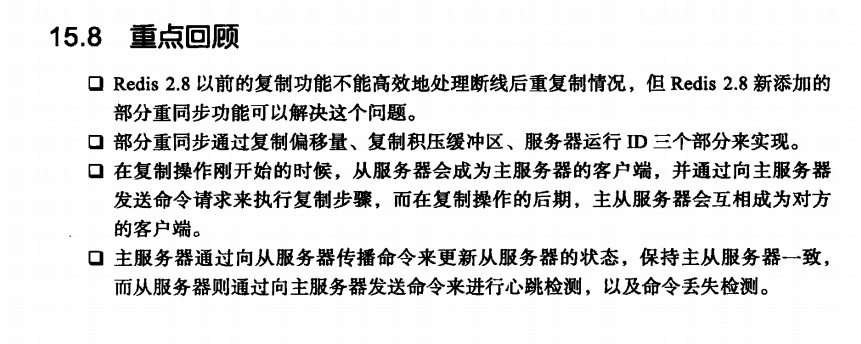 15.8 重点回顾
❑ Redis 2.8 以前的复制功能不能高效地处理断线后重复制情况，但 Redis 2.8 新添加的
部分重同步功能可以解决这个问题。
❑ 部分重同步通过复制偏移量、复制积压缓冲区、服务器运行 ID 三个部分来实现。
❑ 在复制操作刚开始的时候，从服务器会成为主服务器的客户端，并通过向主服务器
发送命令请求来执行复制步骤，而在复制操作的后期，主从服务器会互相成为对方
的客户端。
❑ 主服务器通过向从服务器传播命令来更新从服务器的状态，保持主从服务器一致，
而从服务器则通过向主服务器发送命令来进行心跳检测，以及命令丢失检测。